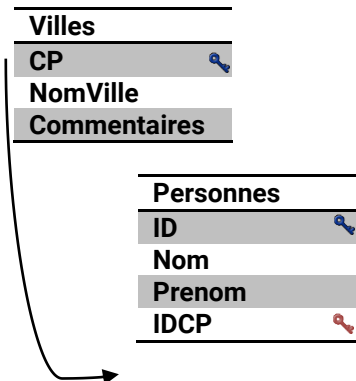 Villes
CP
NomVille
Commentaires
Personnes
ID
Nom
Prenom
IDCP